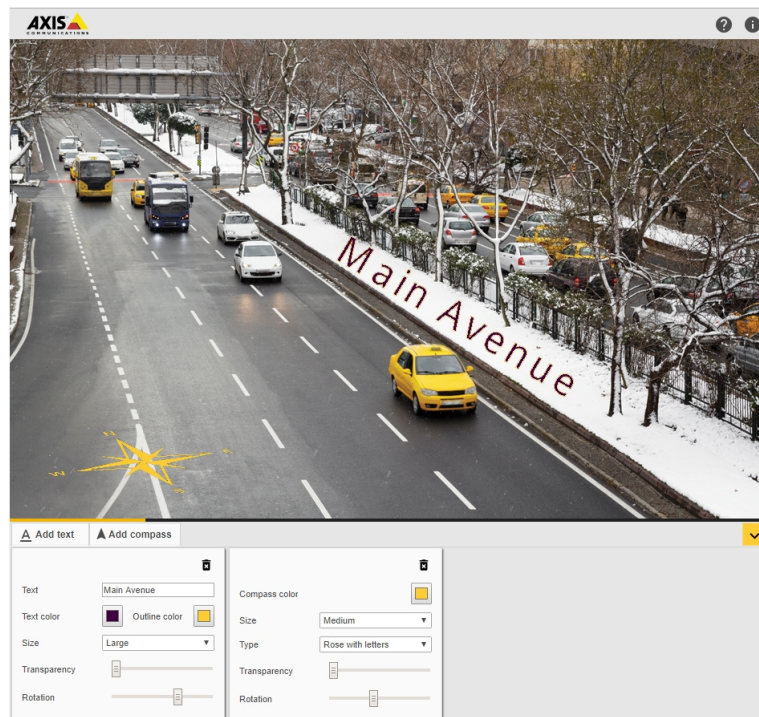 AXIS
COMMUNICATIONS
Main Avenue
N
W
Add text
Add compass
Text
Main Avenue
Text color
Outline color
Size
Large
Transparency
Rotation
Compass color
Size
Medium
Type
Rose with letters
Transparency
Rotation